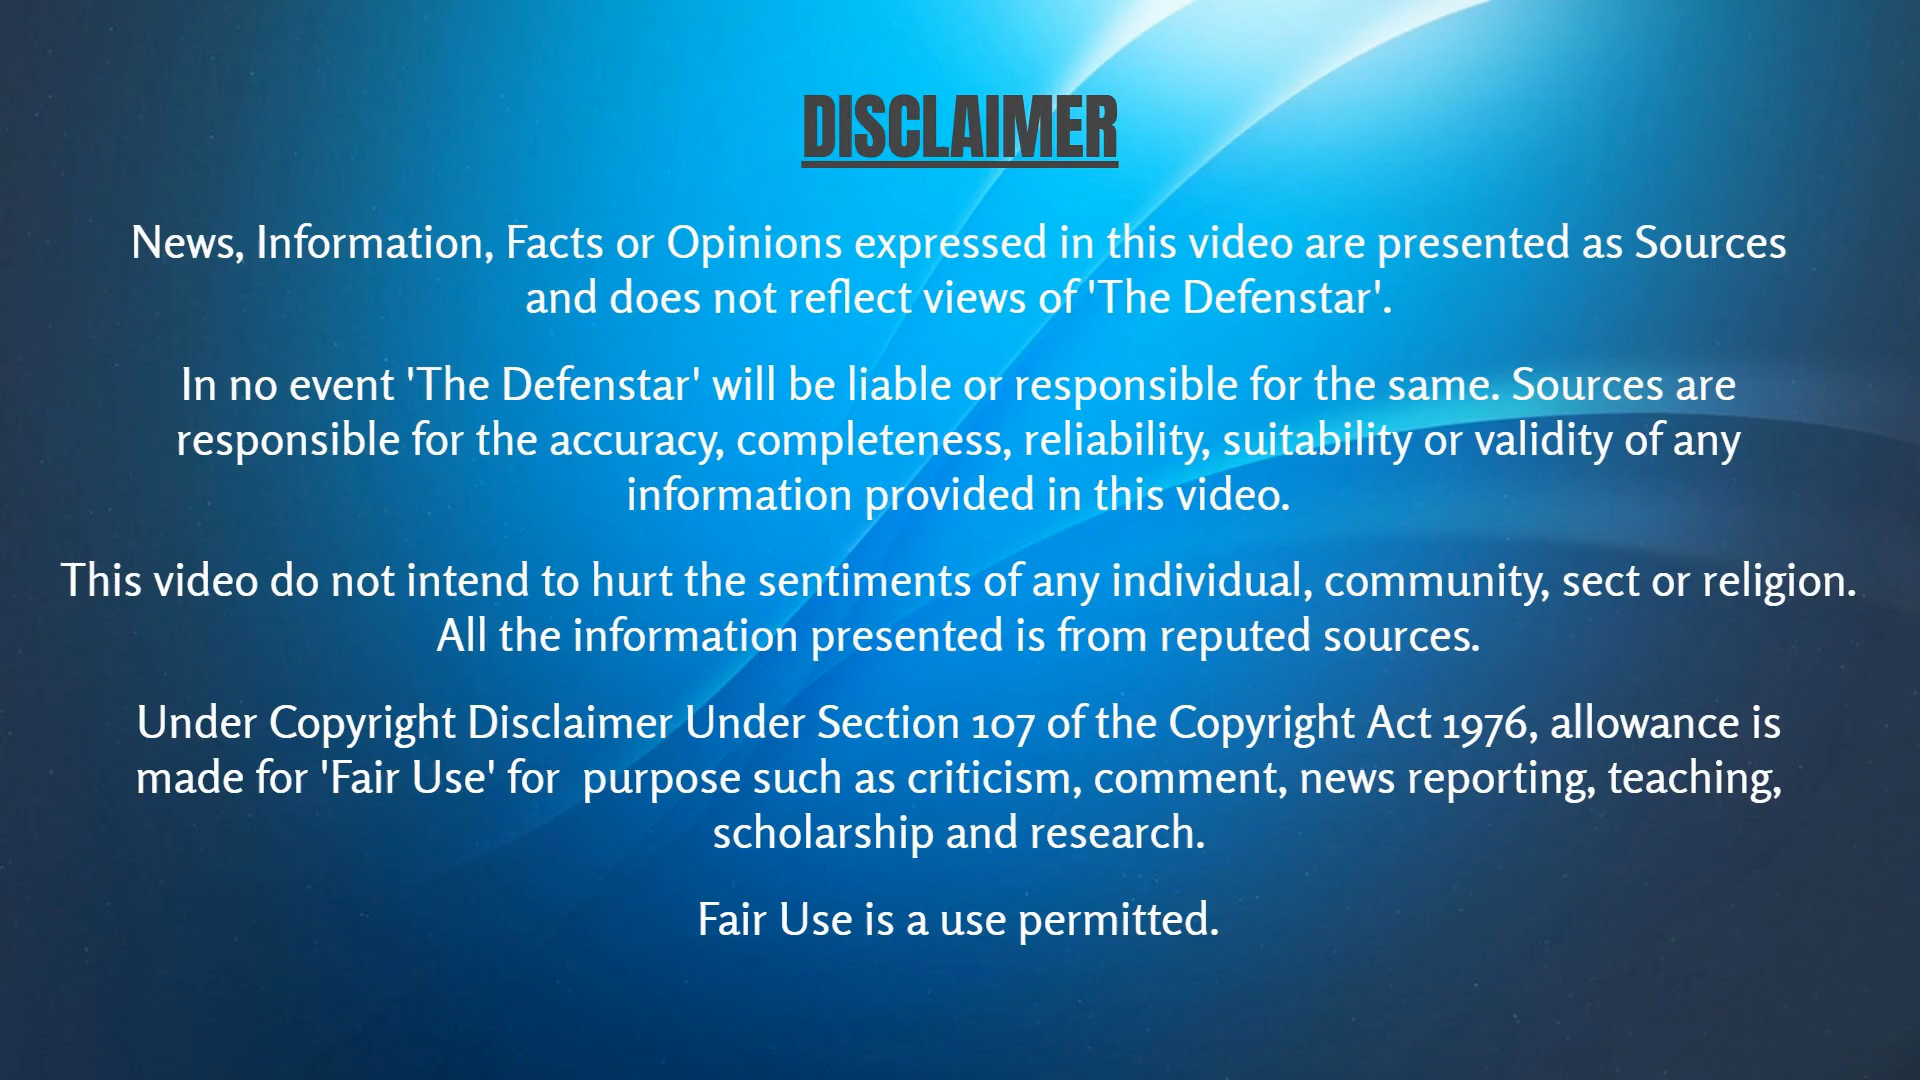 DISCLAIMER
News, Information, Facts or Opinions expressed in this video are presented as Sources
and does not reflect views of 'The Defenstar'.
In no event 'The Defenstar' will be liable or responsible for the same. Sources are
responsible for the accuracy, completeness, reliability, suitability or validity of any
information provided in this video.
This video do not intend to hurt the sentiments of any individual, community, sect or religion.
All the information presented is from reputed sources.
Under Copyright Disclaimer Under Section 107 of the Copyright Act 1976, allowance is
made for 'Fair Use' for  purpose such as criticism, comment, news reporting, teaching,
scholarship and research.
Fair Use is a use permitted.